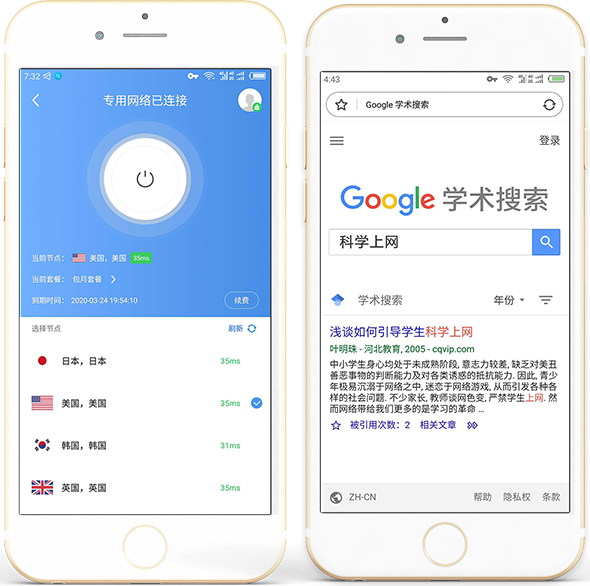 7:32
专用网络已连接
当前节点： 美国，美国 35ms
当前套餐： 包月套餐
到期时间： 2020-03-24 19:54:10 续费
选择节点 刷新
日本，日本 35ms
美国，美国 35ms
韩国，韩国 31ms
英国，英国 35ms
4:43
Google 学术搜索
登录
Google 学术搜索
科学上网
学术搜索 年份
浅谈如何引导学生科学上网
叶明珠 - 河北教育, 2005 - cqvip.com
中小学生身心均处于未成熟阶段, 意志力较差, 缺乏对美丑
善恶事物的判断能力及对各类诱惑的抵抗能力. 因此, 青少
年极易沉溺于网络之中, 迷恋于网络游戏, 从而引发各种各
样的社会问题. 不少家长, 教师谈网色变, 严禁学生上网. 然
而网络带给我们更多的是学习的革命 ...
被引用次数：2 相关文章
ZH-CN 帮助 隐私权 条款